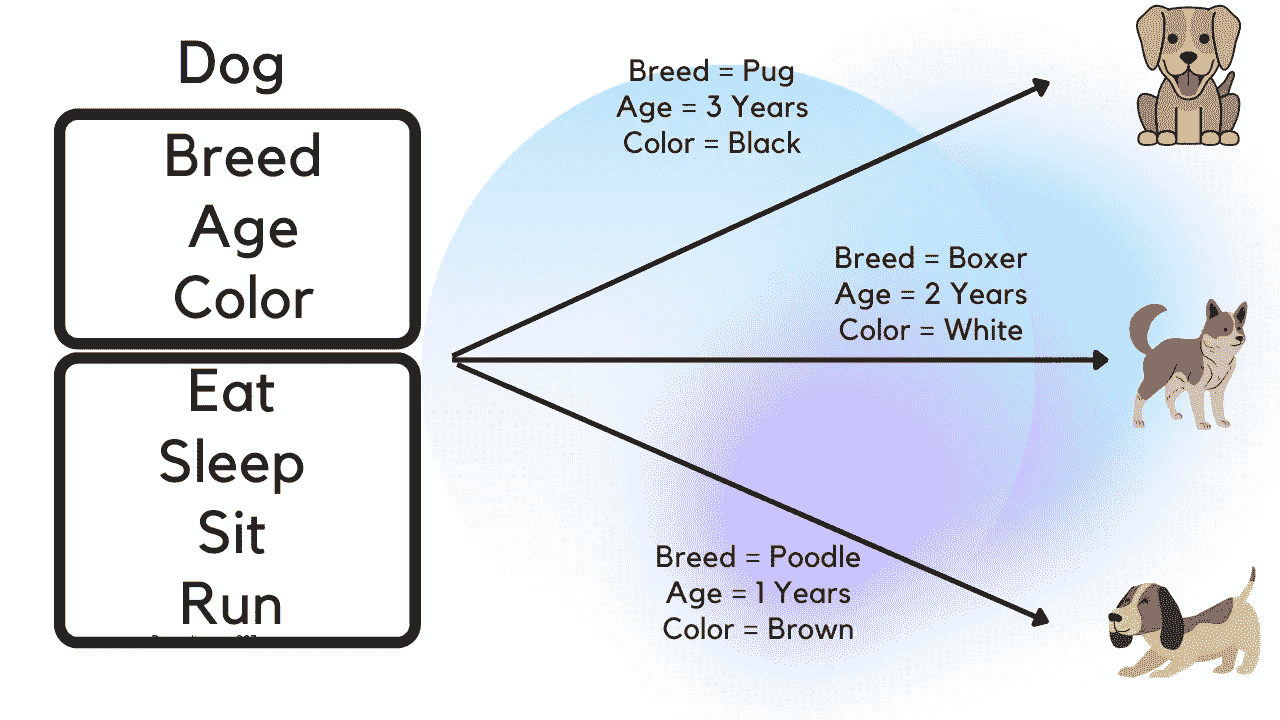 Dog
Breed
Age
Color
Eat
Sleep
Sit
Run
Breed = Pug
Age = 3 Years
Color = Black
Breed = Boxer
Age = 2 Years
Color = White
Breed = Poodle
Age = 1 Years
Color = Brown